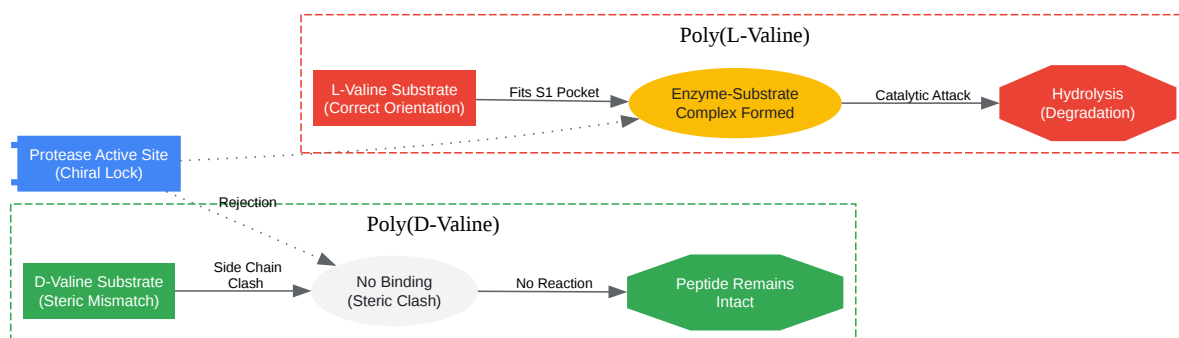 Poly(L-Valine)
L-Valine Substrate
(Correct Orientation)
Fits S1 Pocket
Enzyme-Substrate
Complex Formed
Catalytic Attack
Hydrolysis
(Degradation)
Protease Active Site
(Chiral Lock)
Rejection
Poly(D-Valine)
D-Valine Substrate
(Steric Mismatch)
Side Chain
Clash
No Binding
(Steric Clash)
No Reaction
Peptide Remains
Intact